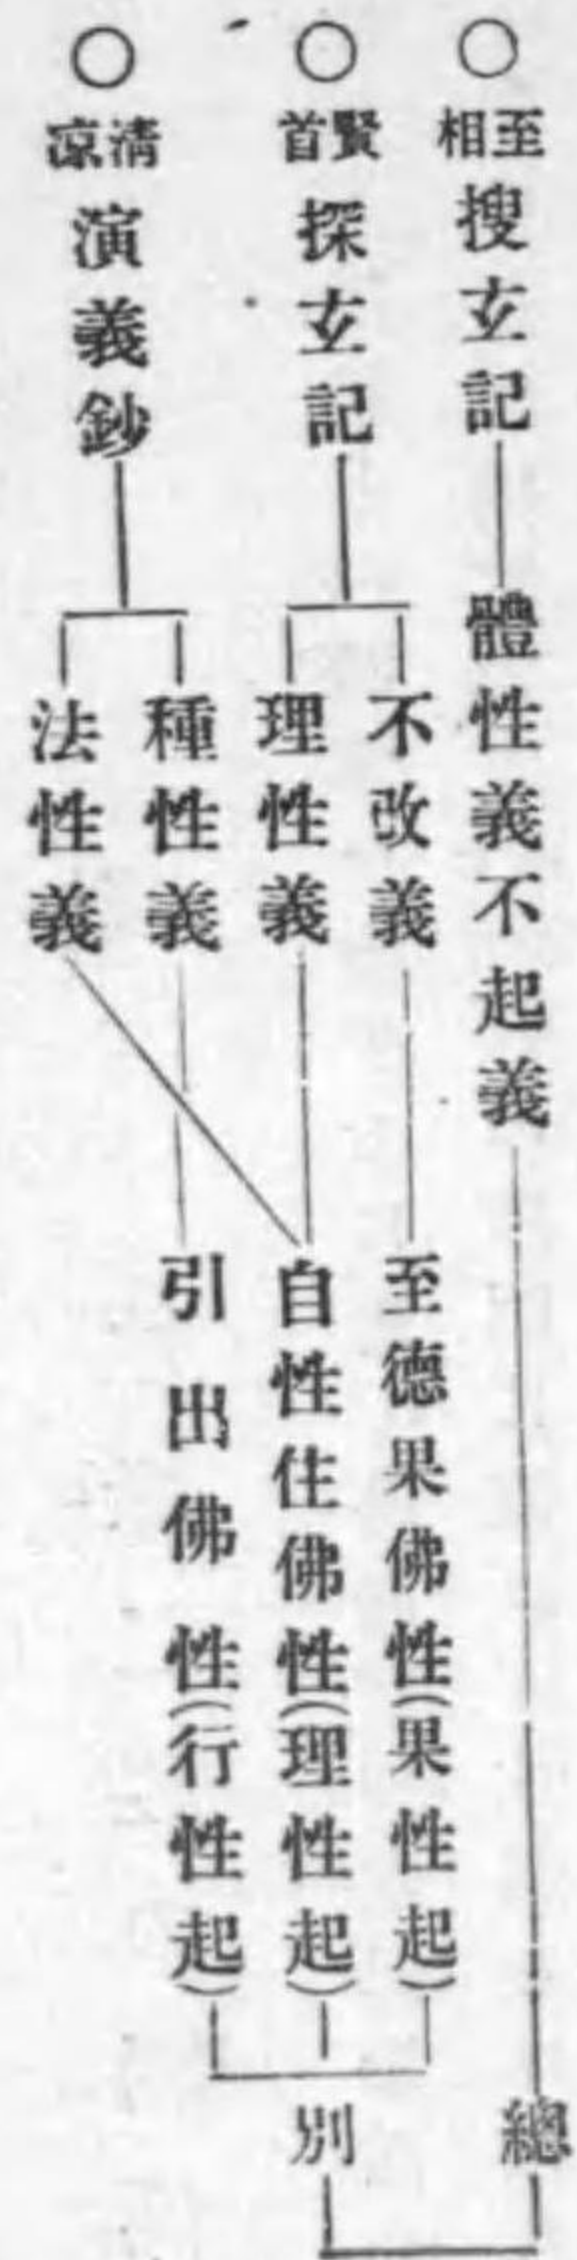 ○至相搜玄記
體性義不起義
總
○賢首探玄記
不改義
理性義
至德果佛性(果性起)
自性住佛性(理性起)
別
○清涼演義鈔
種性義
法性義
引出佛性(行性起)